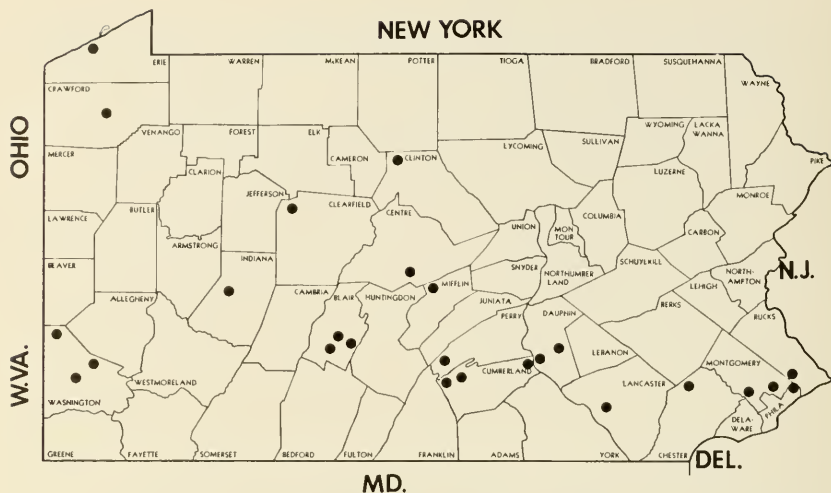 NEW YORK
ERIE
WARREN
McKEAN
POTTER
TIOGA
BRADFORD
SUSQUEHANNA
WAYNE
CRAWFORD
OHIO
VENANGO
FOREST
ELK
CAMERON
CLINTON
LYCOMING
SULLIVAN
WYOMING
LACKA
WANNA
PIKE
MERCER
CLARION
JEFFERSON
CLEARFIELD
CENTRE
LUZERNE
MONROE
LAWRENCE
BUTLER
ARMSTRONG
UNION
MON
TOUR
COLUMBIA
CARBON
BEAVER
INDIANA
SNYDER
NORTHUMBER
LAND
SCHUYLKILL
NORTH-
AMPTON
N.J.
ALLEGHENY
CAMBRIA
BLAIR
HUNTINGDON
MIFFLIN
JUNIATA
PERRY
DAUPHIN
BERKS
LEHIGH
BUCKS
W.VA.
WESTMORELAND
CUMBERLAND
LEBANON
MONTGOMERY
WASHINGTON
LANCASTER
DELA-
WARE
PHILA
GREENE
FAYETTE
SOMERSET
BEDFORD
FULTON
FRANKLIN
ADAMS
YORK
CHESTER
DEL.
MD.